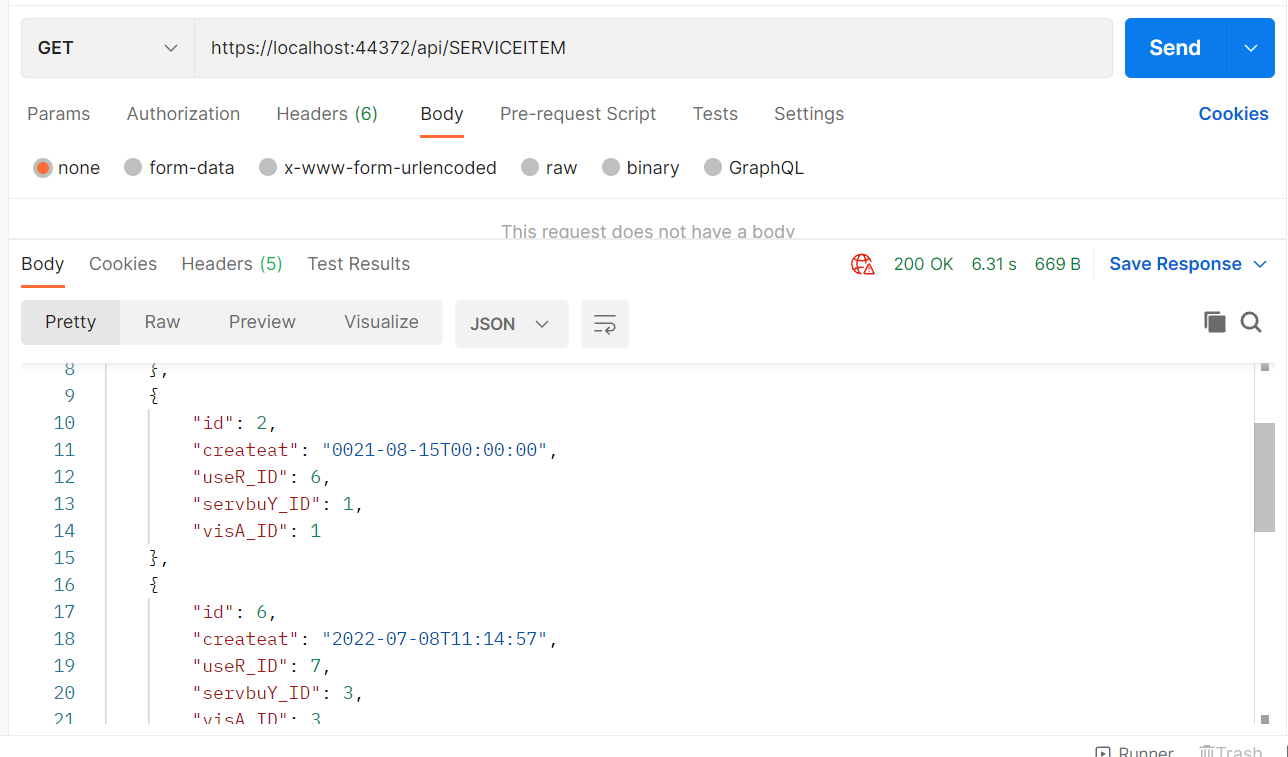 GET https://localhost:44372/api/SERVICEITEM Send
Params Authorization Headers (6) Body Pre-request Script Tests Settings Cookies
none form-data x-www-form-urlencoded raw binary GraphQL
This request does not have a body
Body Cookies Headers (5) Test Results 200 OK 6.31 s 669 B Save Response
Pretty Raw Preview Visualize JSON
8 },
9 {
10 "id": 2,
11 "createat": "0021-08-15T00:00:00",
12 "useR_ID": 6,
13 "servbuY_ID": 1,
14 "visA_ID": 1
15 },
16 {
17 "id": 6,
18 "createat": "2022-07-08T11:14:57",
19 "useR_ID": 7,
20 "servbuY_ID": 3,
21 "visA_ID": 3
Runner Trash